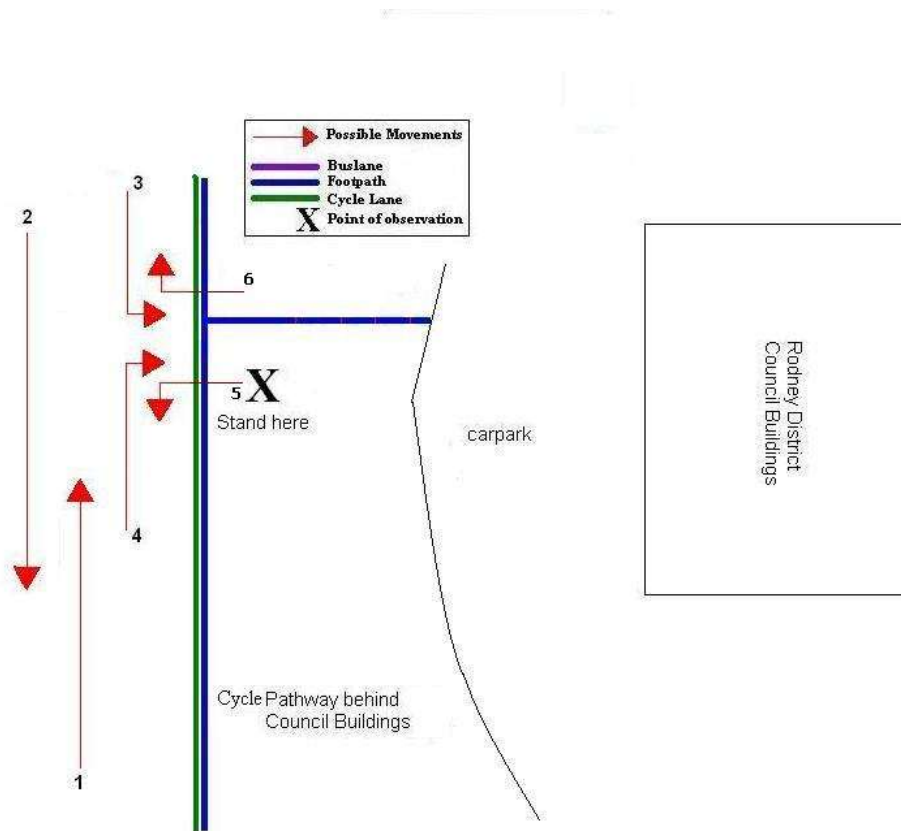 Possible Movements
Buslane
Footpath
Cycle Lane
X Point of observation
3
2
6
5
X
Stand here
carpark
Rodney District
Council Buildings
4
Cycle Pathway behind
Council Buildings
1